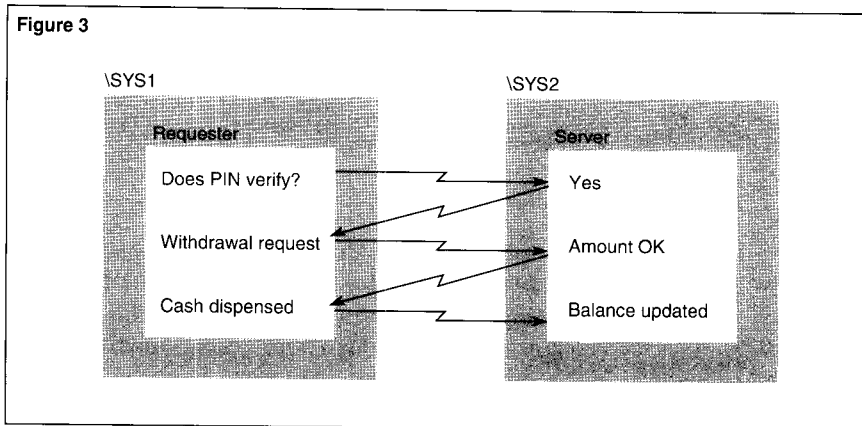 Figure 3
\SYS1
\SYS2
Requester
Server
Does PIN verify?
Yes
Withdrawal request
Amount OK
Cash dispensed
Balance updated